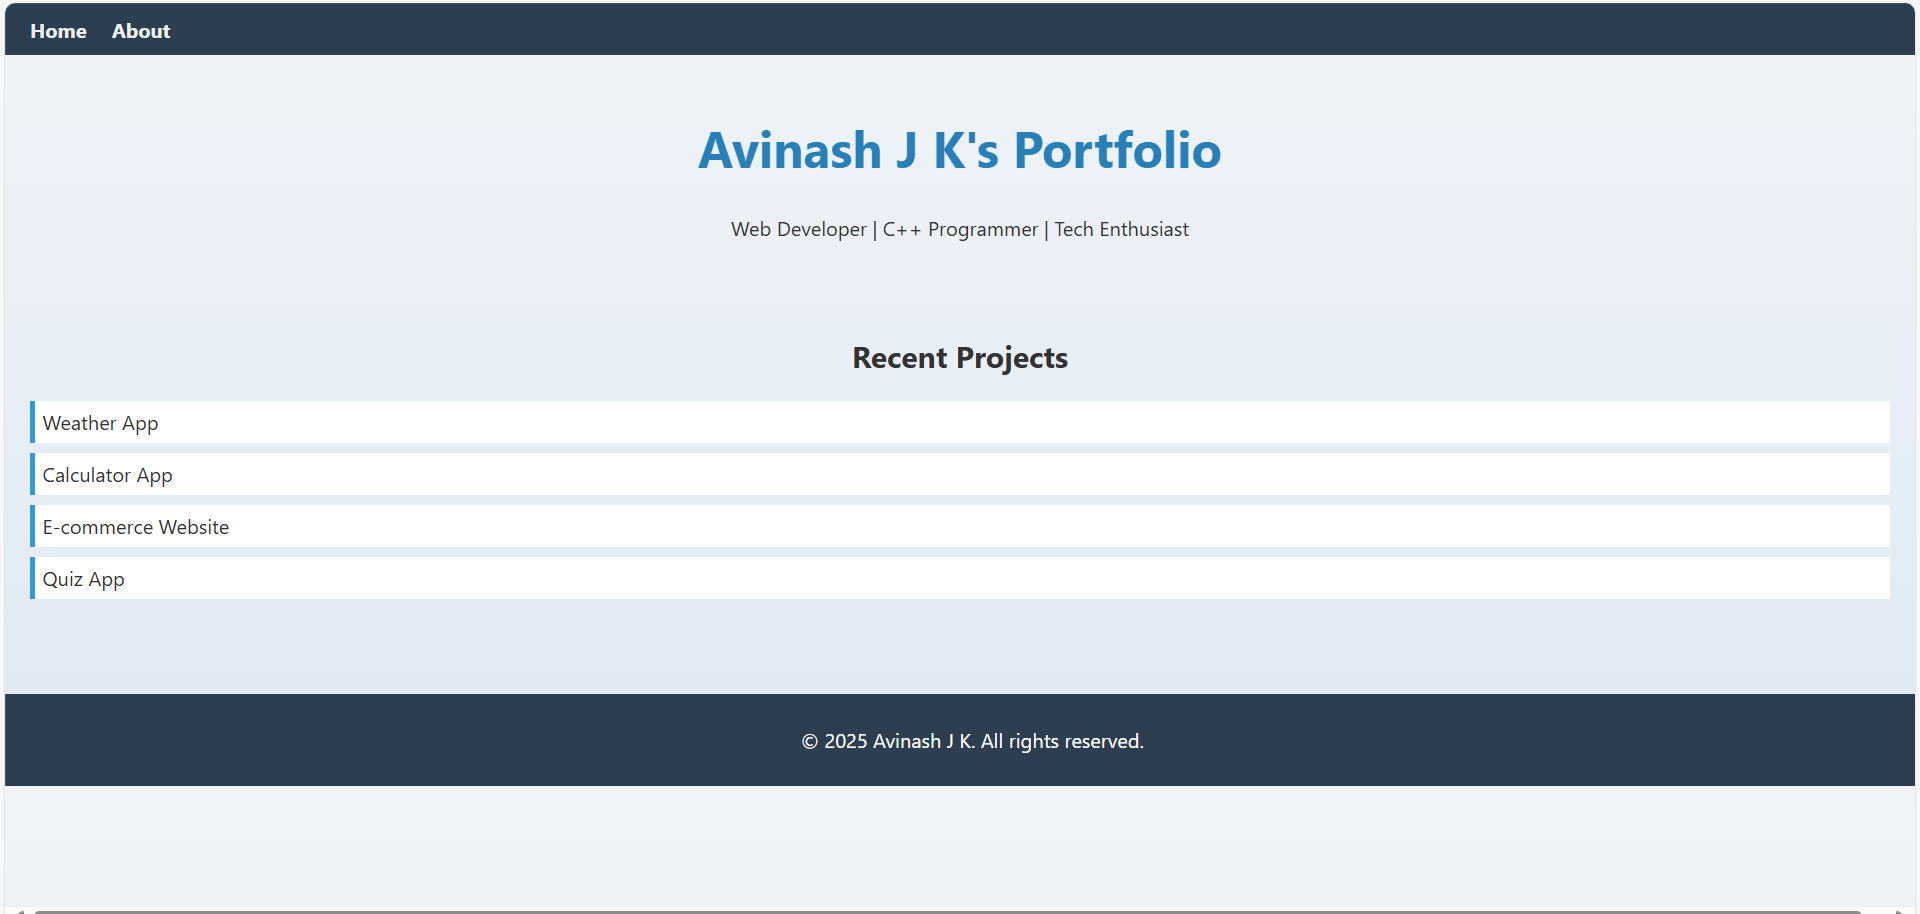 Home About
Avinash J K's Portfolio
Web Developer | C++ Programmer | Tech Enthusiast
Recent Projects
Weather App
Calculator App
E-commerce Website
Quiz App
© 2025 Avinash J K. All rights reserved.